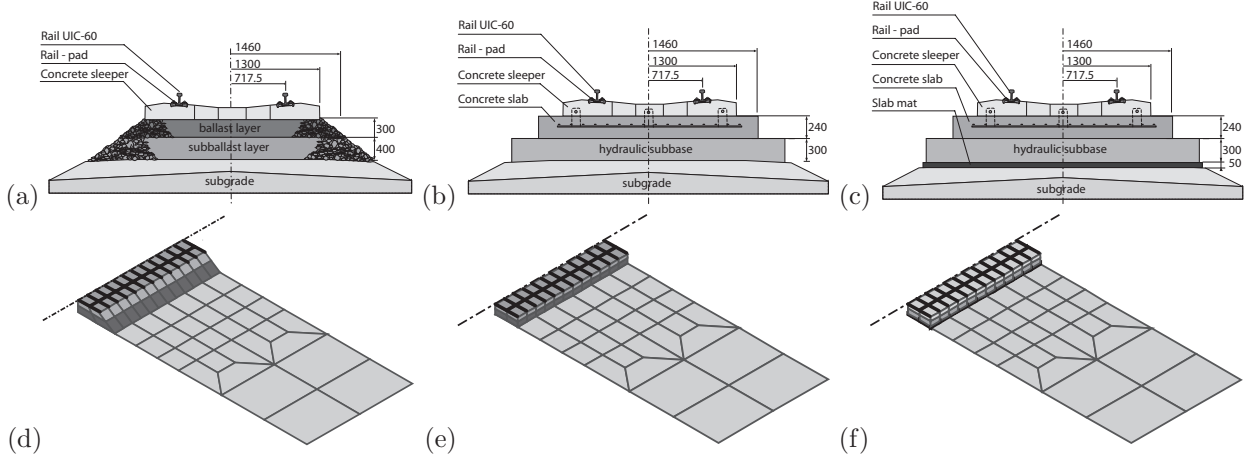 Rail UIC-60
Rail - pad
Concrete sleeper
1460
1300
717.5
ballast layer
300
subballast layer
400
subgrade
(a)
Rail UIC-60
Rail - pad
Concrete sleeper
Concrete slab
1460
1300
717.5
240
hydraulic subbase
300
subgrade
(b)
Rail UIC-60
Rail - pad
Concrete sleeper
Concrete slab
Slab mat
1460
1300
717.5
240
hydraulic subbase
300
50
subgrade
(c)
(d)
(e)
(f)